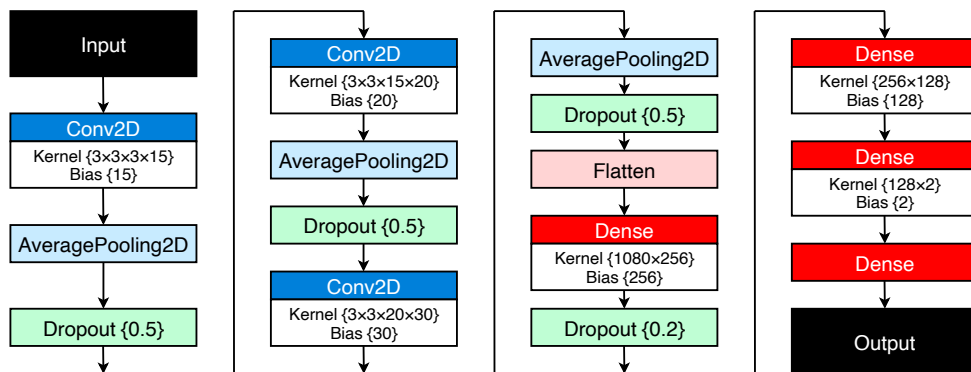 Input
Conv2D
Kernel {3×3×3×15}
Bias {15}
AveragePooling2D
Dropout {0.5}
Conv2D
Kernel {3×3×15×20}
Bias {20}
AveragePooling2D
Dropout {0.5}
Conv2D
Kernel {3×3×20×30}
Bias {30}
AveragePooling2D
Dropout {0.5}
Flatten
Dense
Kernel {1080×256}
Bias {256}
Dropout {0.2}
Dense
Kernel {256×128}
Bias {128}
Dense
Kernel {128×2}
Bias {2}
Dense
Output